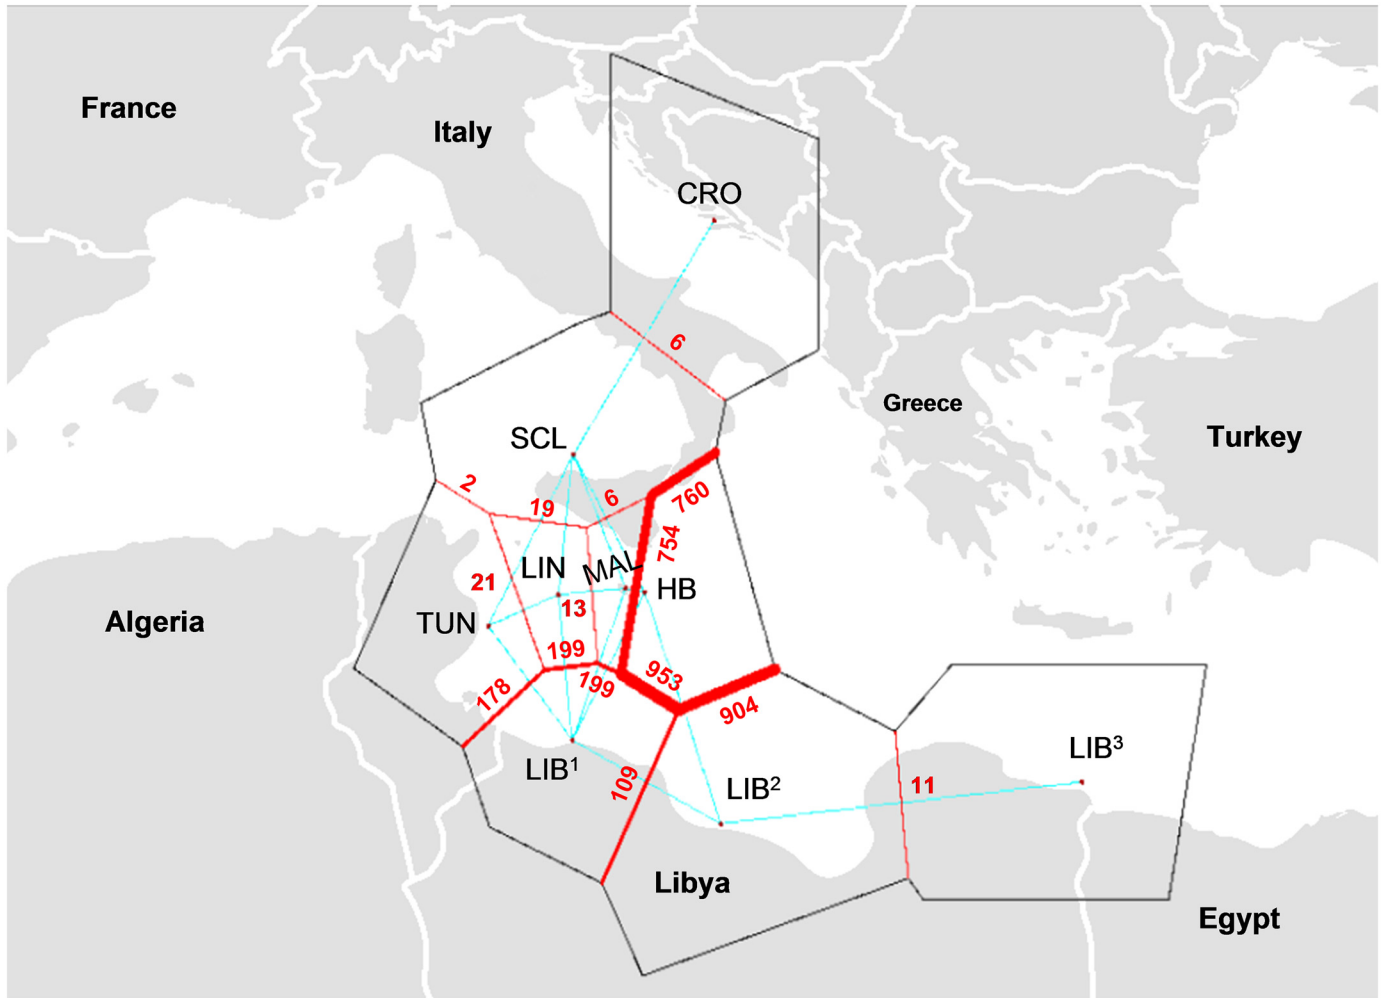 France
Italy
CRO
6
Greece
Turkey
SCL
2
19
6
760
754
LIN
MAL
HB
21
13
TUN
Algeria
199
199
953
178
904
LIB³
LIB¹
109
LIB²
11
Libya
Egypt